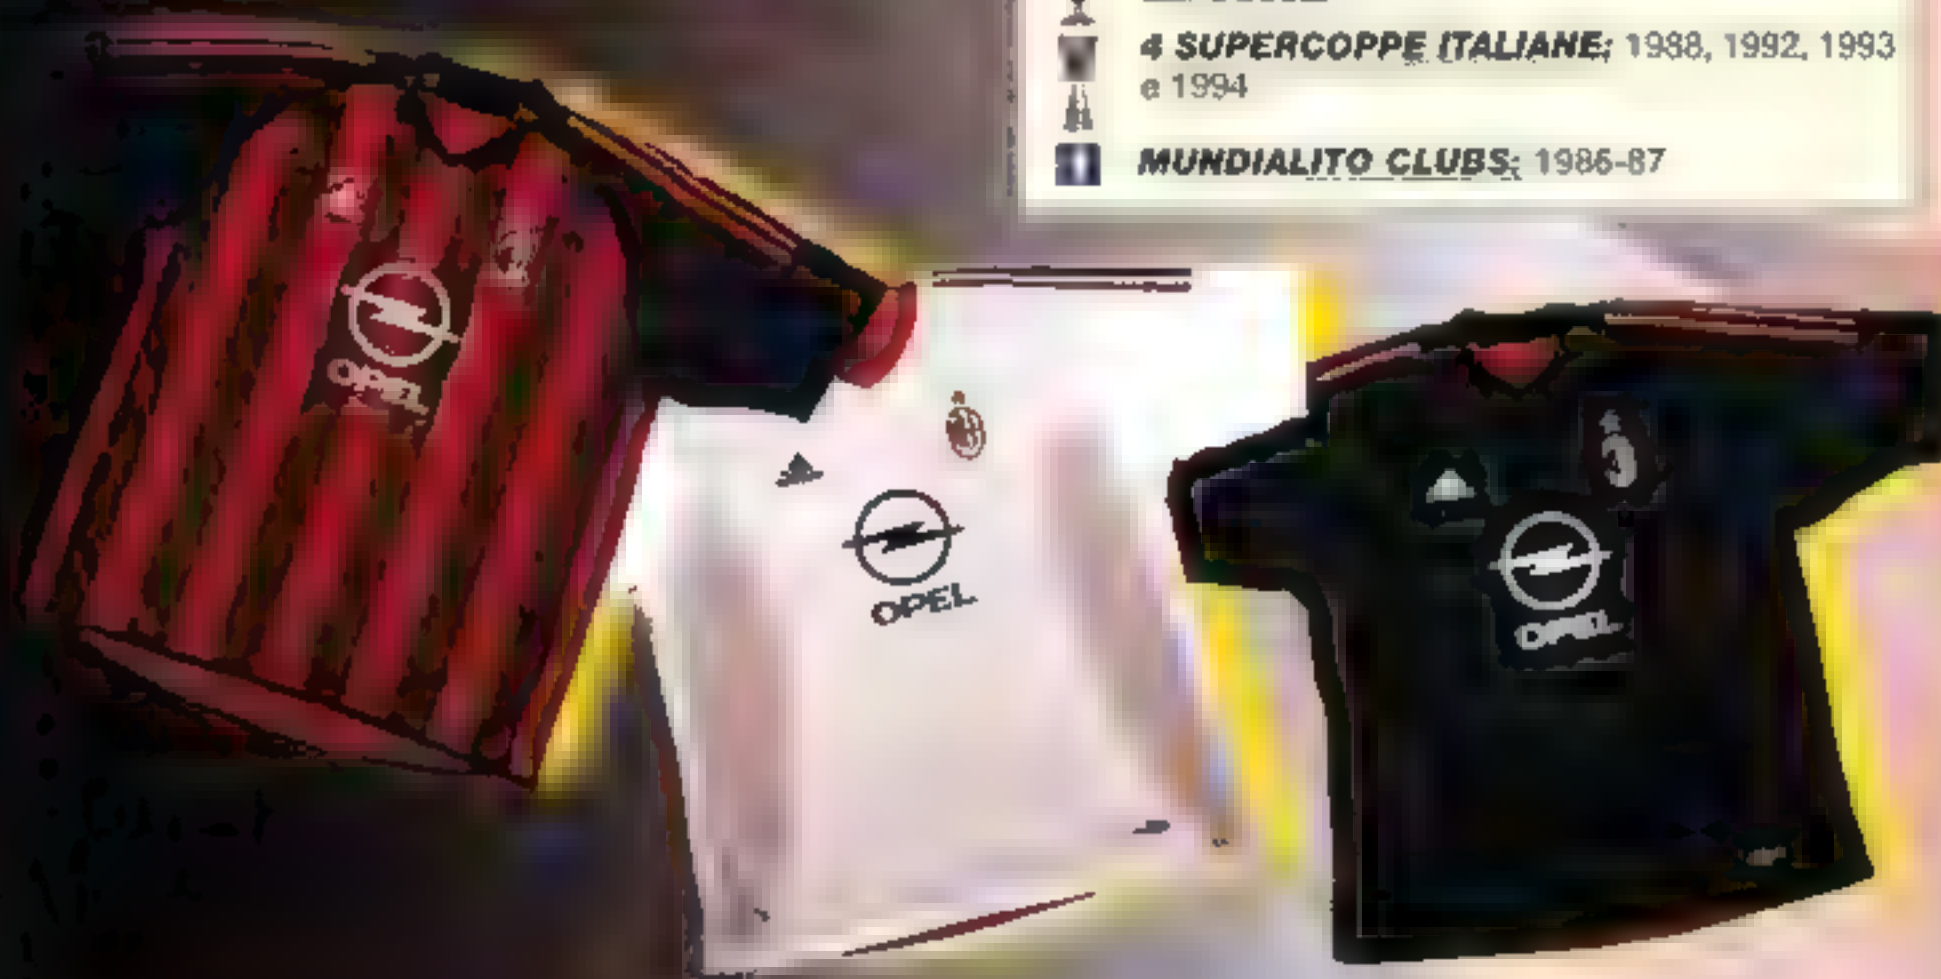 4 SUPERCOPPE ITALIANE: 1988, 1992, 1993
e 1994
MUNDIALITO CLUBS: 1986-87
OPEL
OPEL
OPEL